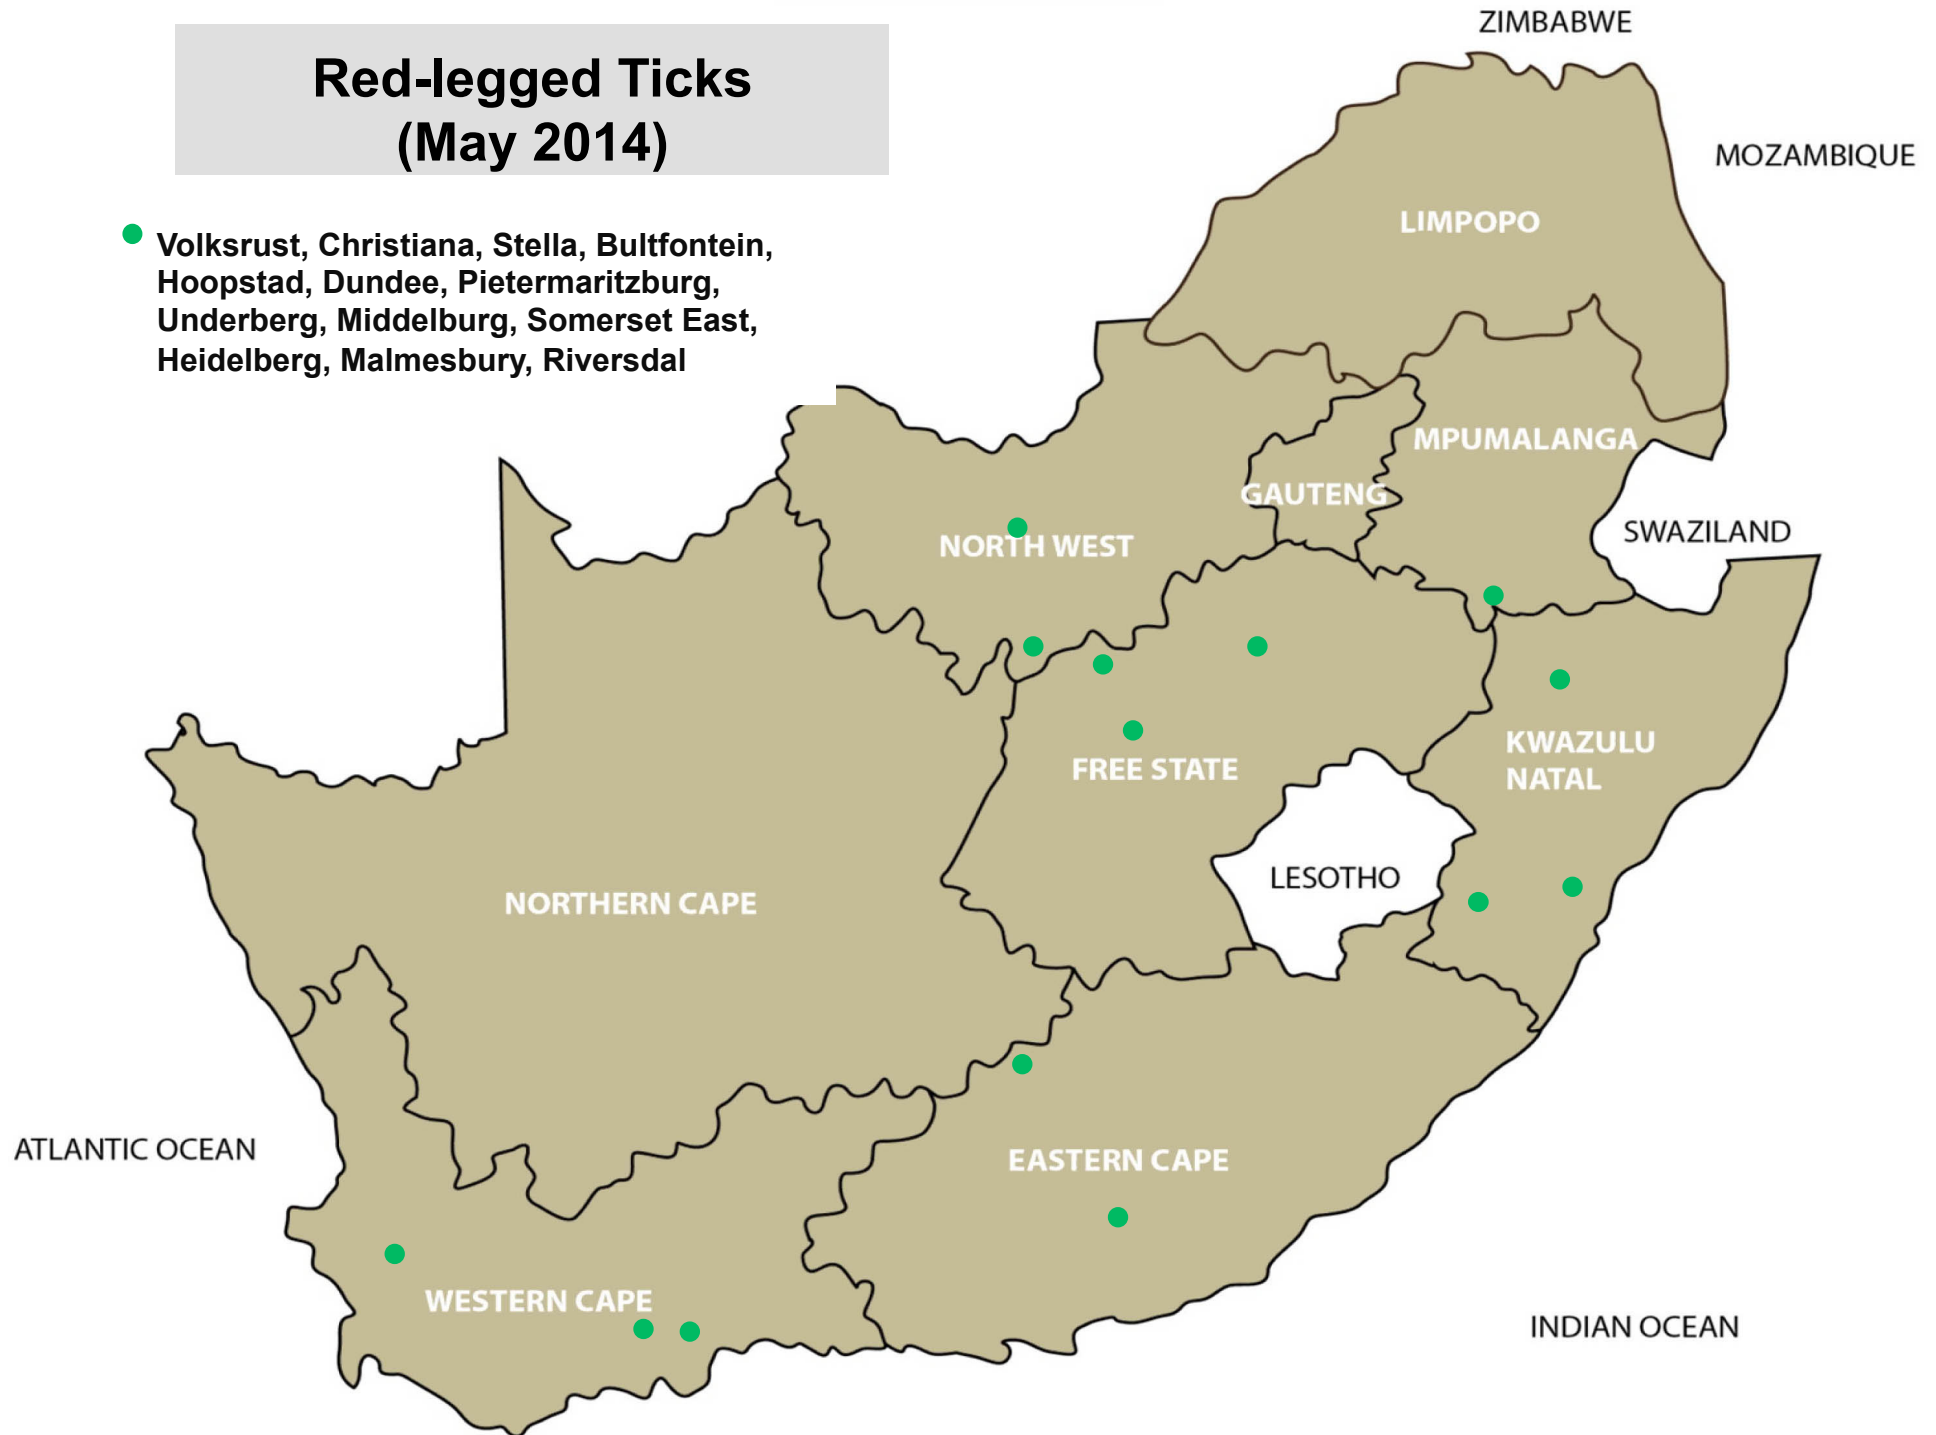 Red-legged Ticks
(May 2014)
Volksrust, Christiana, Stella, Bultfontein,
Hoopstad, Dundee, Pietermaritzburg,
Underberg, Middelburg, Somerset East,
Heidelberg, Malmesbury, Riversdal
ZIMBABWE
MOZAMBIQUE
LIMPOPO
MPUMALANGA
GAUTENG
SWAZILAND
NORTH WEST
KWAZULU
NATAL
FREE STATE
LESOTHO
NORTHERN CAPE
ATLANTIC OCEAN
EASTERN CAPE
WESTERN CAPE
INDIAN OCEAN